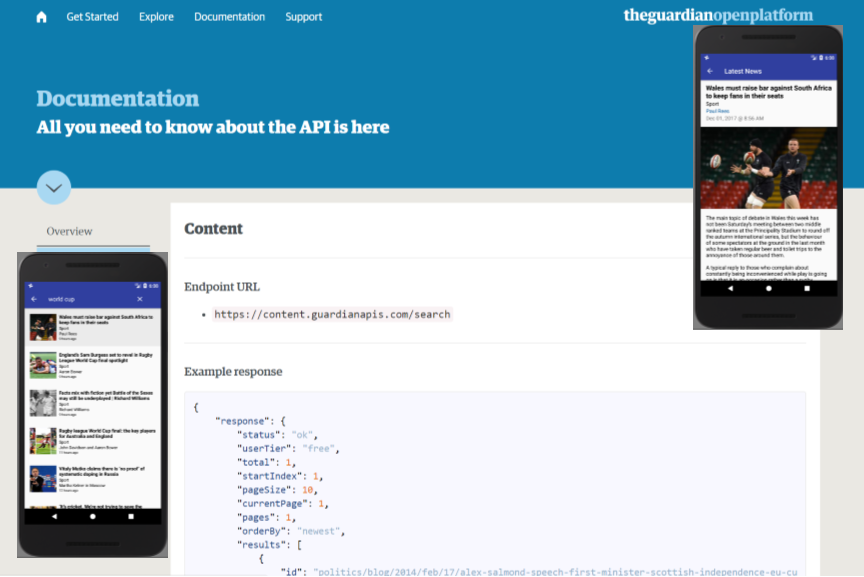 Get Started Explore Documentation Support
theguardianopenplatform
Documentation
All you need to know about the API is here
Overview
Content
Endpoint URL
https://content.guardianapis.com/search
Example response
{
"response": {
"status": "ok",
"userTier": "free",
"total": 1,
"startIndex": 1,
"pageSize": 10,
"currentPage": 1,
"pages": 1,
"orderBy": "newest",
"results": [
{
"id": "politics/blog/2014/feb/17/alex-salmond-speech-first-minister-scottish-independence-eu-cu
Latest News
Wales must raise bar against South Africa
to keep fans in their seats
Sport
Paul Rees
Dec 01, 2017 @ 8:56 AM
The main topic of debate in Wales this week has
not been Saturday's meeting between two middle
ranked teams at the Principality Stadium to round off
the autumn international series, but the behaviour
of some spectators at the ground in the last month
who have taken regular beer and toilet trips to the
annoyance of those around them.
A typical reply to those who complain about
constantly being inconvenienced while play is going
world cup
Wales must raise bar against South Africa to
keep fans in their seats
Sport
Paul Rees
England's Sam Burgess set to revel in Rugby
League World Cup final spotlight
Sport
Aaron Bower
Facts mix with fiction yet Battle of the Sexes
may still be underplayed | Richard Williams
Sport
Richard Williams
Rugby league World Cup final: the key players
for Australia and England
Sport
John Davidson and Aaron Bower
Vitaly Mutko claims there is 'no proof' of
systematic doping in Russia
Sport
Martha Kelner in Moscow
'It's cricket. We're not trying to save the